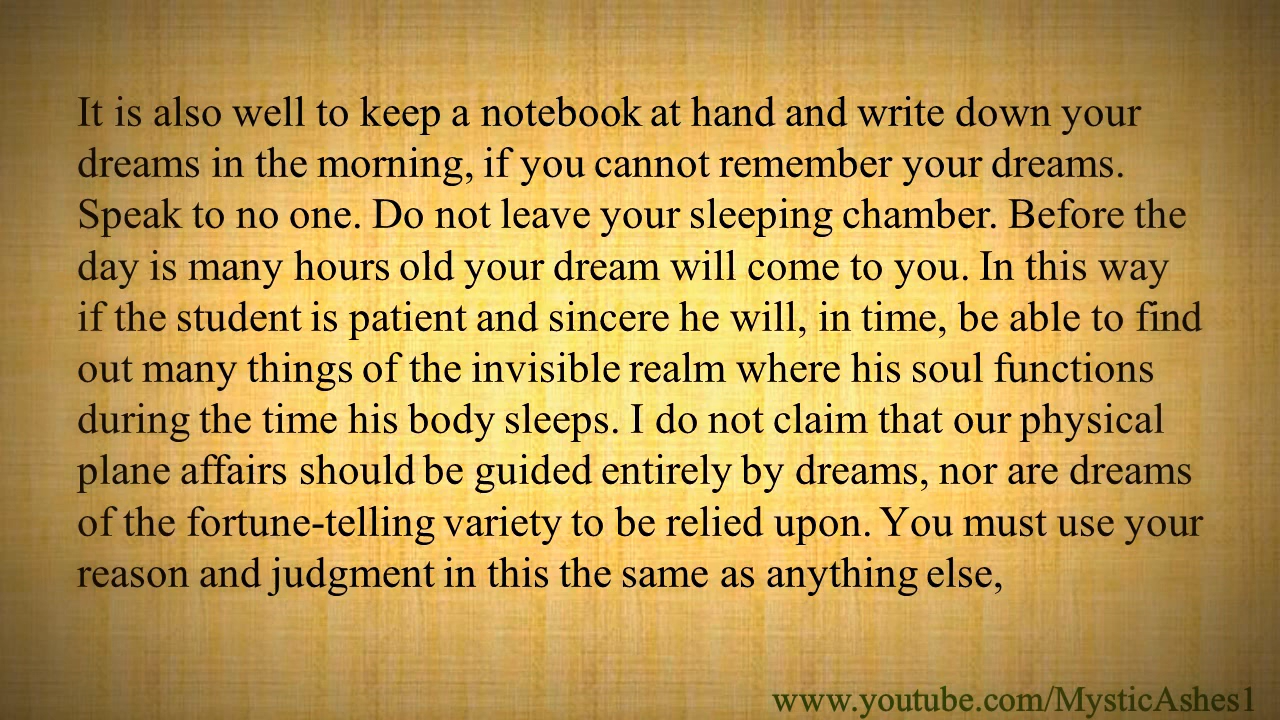 It is also well to keep a notebook at hand and write down your
dreams in the morning, if you cannot remember your dreams.
Speak to no one. Do not leave your sleeping chamber. Before the
day is many hours old your dream will come to you. In this way
if the student is patient and sincere he will, in time, be able to find
out many things of the invisible realm where his soul functions
during the time his body sleeps. I do not claim that our physical
plane affairs should be guided entirely by dreams, nor are dreams
of the fortune-telling variety to be relied upon. You must use your
reason and judgment in this the same as anything else,
www.youtube.com/MysticAshes1